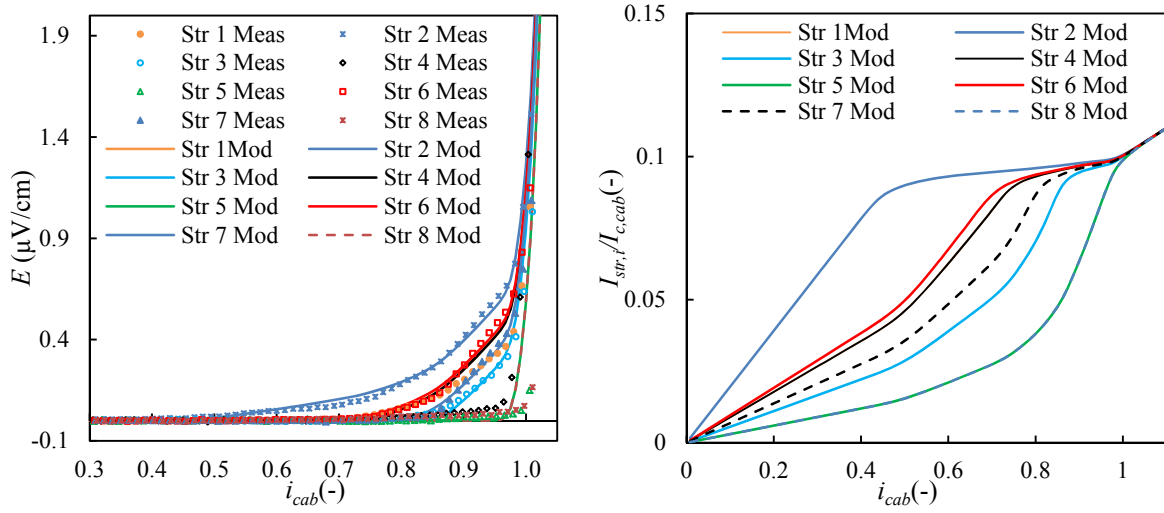 1.9
1.4
0.9
0.4
-0.1
E (μV/cm)
Str 1 Meas
Str 2 Meas
Str 3 Meas
Str 4 Meas
Str 5 Meas
Str 6 Meas
Str 7 Meas
Str 8 Meas
Str 1Mod
Str 2 Mod
Str 3 Mod
Str 4 Mod
Str 5 Mod
Str 6 Mod
Str 7 Mod
Str 8 Mod
0.3 0.4 0.5 0.6 0.7 0.8 0.9 1.0
i_cab(-)
0.15
0.1
0.05
0
I_str,i/I_c,cab(-)
Str 1Mod
Str 2 Mod
Str 3 Mod
Str 4 Mod
Str 5 Mod
Str 6 Mod
Str 7 Mod
Str 8 Mod
0 0.2 0.4 0.6 0.8 1
i_cab(-)